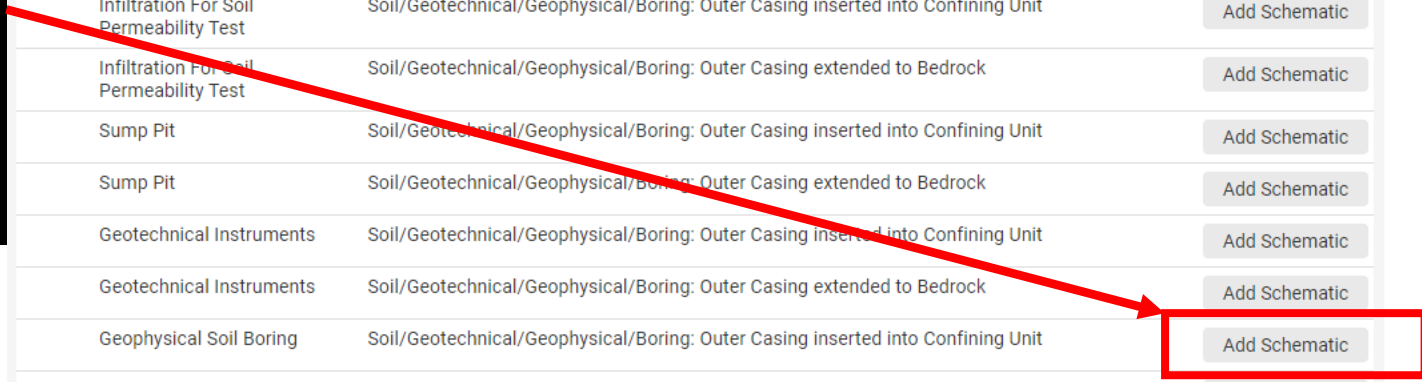 Infiltration For Soil Permeability Test Soil/Geotechnical/Geophysical/Boring: Outer Casing inserted into Confining Unit Add Schematic
Infiltration For Soil Permeability Test Soil/Geotechnical/Geophysical/Boring: Outer Casing extended to Bedrock Add Schematic
Sump Pit Soil/Geotechnical/Geophysical/Boring: Outer Casing inserted into Confining Unit Add Schematic
Sump Pit Soil/Geotechnical/Geophysical/Boring: Outer Casing extended to Bedrock Add Schematic
Geotechnical Instruments Soil/Geotechnical/Geophysical/Boring: Outer Casing inserted into Confining Unit Add Schematic
Geotechnical Instruments Soil/Geotechnical/Geophysical/Boring: Outer Casing extended to Bedrock Add Schematic
Geophysical Soil Boring Soil/Geotechnical/Geophysical/Boring: Outer Casing inserted into Confining Unit Add Schematic